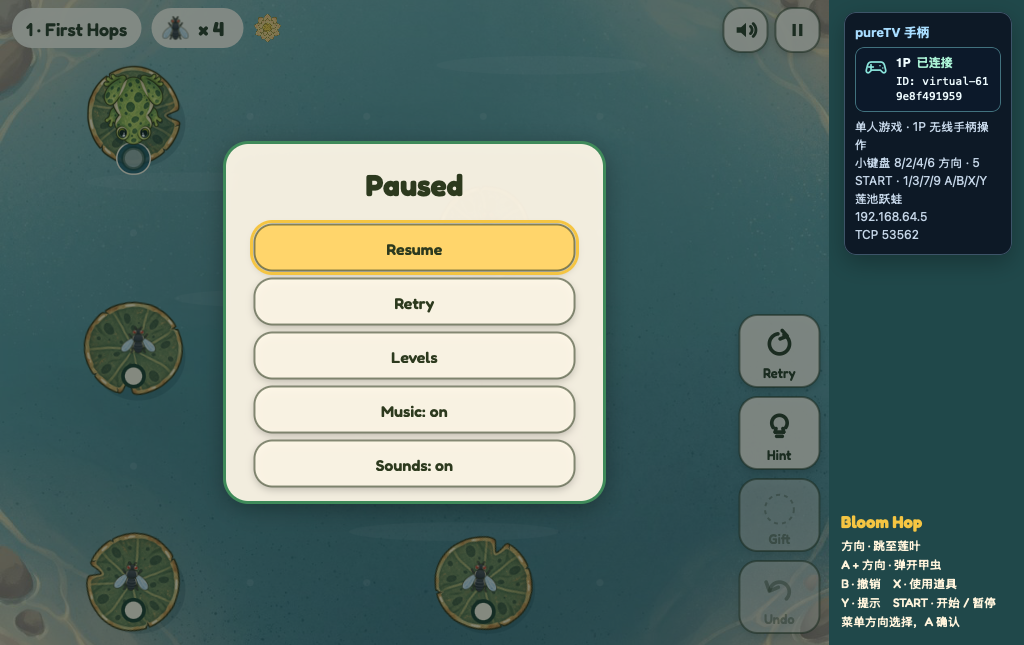 1 · First Hops
× 4
Paused
Resume
Retry
Levels
Music: on
Sounds: on
Retry
Hint
Gift
Undo
pureTV 手柄
1P 已连接
ID: virtual-61
9e8f491959
单人游戏 · 1P 无线手柄操
作
小键盘 8/2/4/6 方向 · 5
START · 1/3/7/9 A/B/X/Y
莲池跃蛙
192.168.64.5
TCP 53562
Bloom Hop
方向 · 跳至莲叶
A + 方向 · 弹开甲虫
B · 撤销 X · 使用道具
Y · 提示 START · 开始 / 暂停
菜单方向选择，A 确认